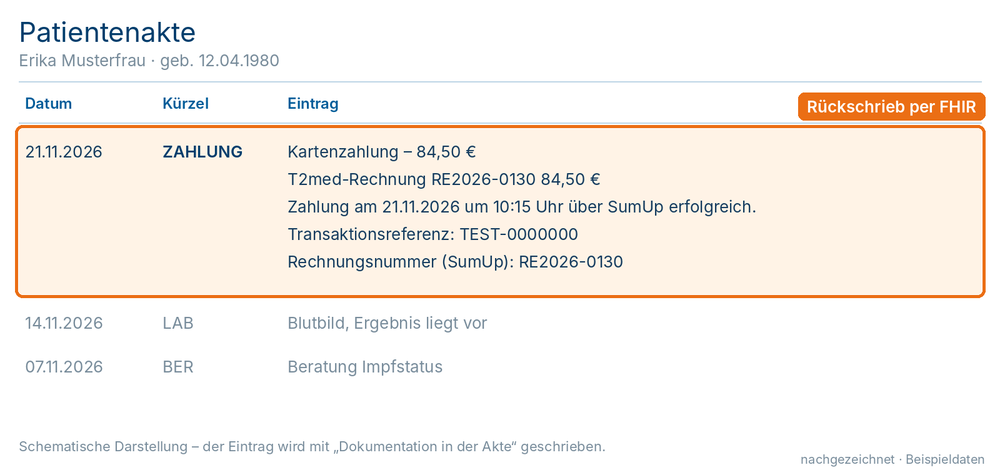 Patientenakte
Erika Musterfrau · geb. 12.04.1980
Datum Kürzel Eintrag Rückschrieb per FHIR
21.11.2026 ZAHLUNG Kartenzahlung – 84,50 €
T2med-Rechnung RE2026-0130 84,50 €
Zahlung am 21.11.2026 um 10:15 Uhr über SumUp erfolgreich.
Transaktionsreferenz: TEST-0000000
Rechnungsnummer (SumUp): RE2026-0130
14.11.2026 LAB Blutbild, Ergebnis liegt vor
07.11.2026 BER Beratung Impfstatus
Schematische Darstellung – der Eintrag wird mit „Dokumentation in der Akte“ geschrieben.
nachgezeichnet · Beispieldaten